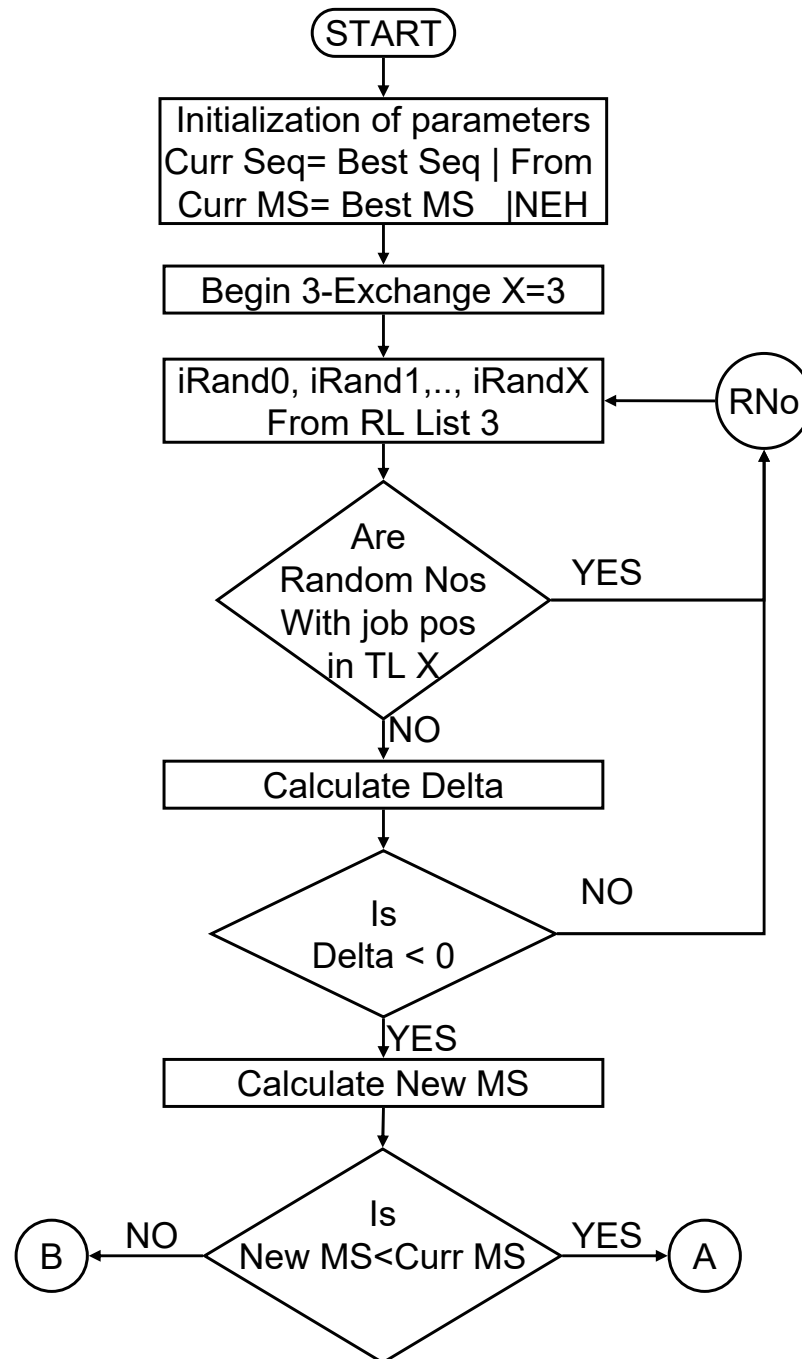 START
Initialization of parameters
Curr Seq= Best Seq | From
Curr MS= Best MS |NEH
Begin 3-Exchange X=3
iRand0, iRand1,.., iRandX
From RL List 3
RNo
Are
Random Nos
With job pos
in TL X
YES
NO
Calculate Delta
Is
Delta < 0
NO
YES
Calculate New MS
Is
New MS<Curr MS
NO
YES
B
A